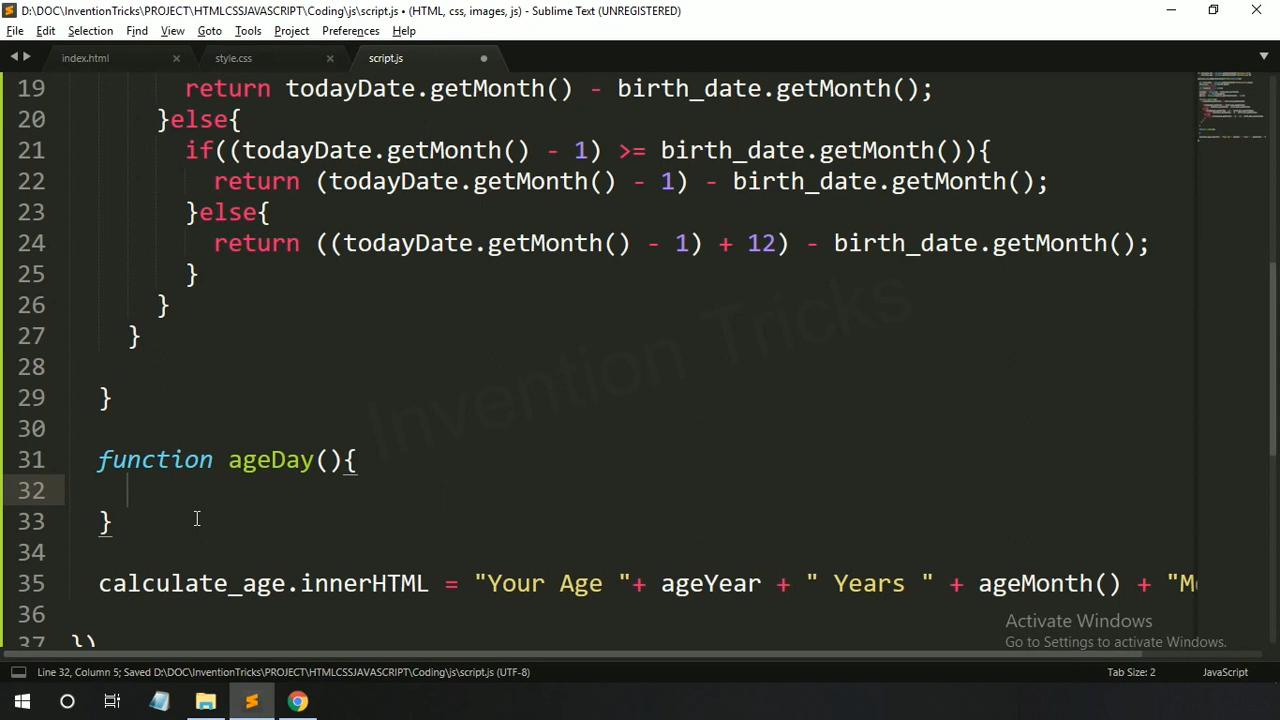 D:\DOC\InventionTricks\PROJECT\HTMLCSSJAVASCRIPT\Coding\js\script.js • (HTML, css, images, js) - Sublime Text (UNREGISTERED)
File Edit Selection Find View Goto Tools Project Preferences Help
index.html style.css script.js
19 return todayDate.getMonth() - birth_date.getMonth();
20 }else{
21 if((todayDate.getMonth() - 1) >= birth_date.getMonth()){
22 return (todayDate.getMonth() - 1) - birth_date.getMonth();
23 }else{
24 return ((todayDate.getMonth() - 1) + 12) - birth_date.getMonth();
25 }
26 }
27 }
28
29 }
30
31 function ageDay(){
32
33 }
34
35 calculate_age.innerHTML = "Your Age "+ ageYear + " Years " + ageMonth() + "M
36
37 })
Invention Tricks
Activate Windows
Go to Settings to activate Windows.
Line 32, Column 5; Saved D:\DOC\InventionTricks\PROJECT\HTMLCSSJAVASCRIPT\Coding\js\script.js (UTF-8) Tab Size: 2 JavaScript